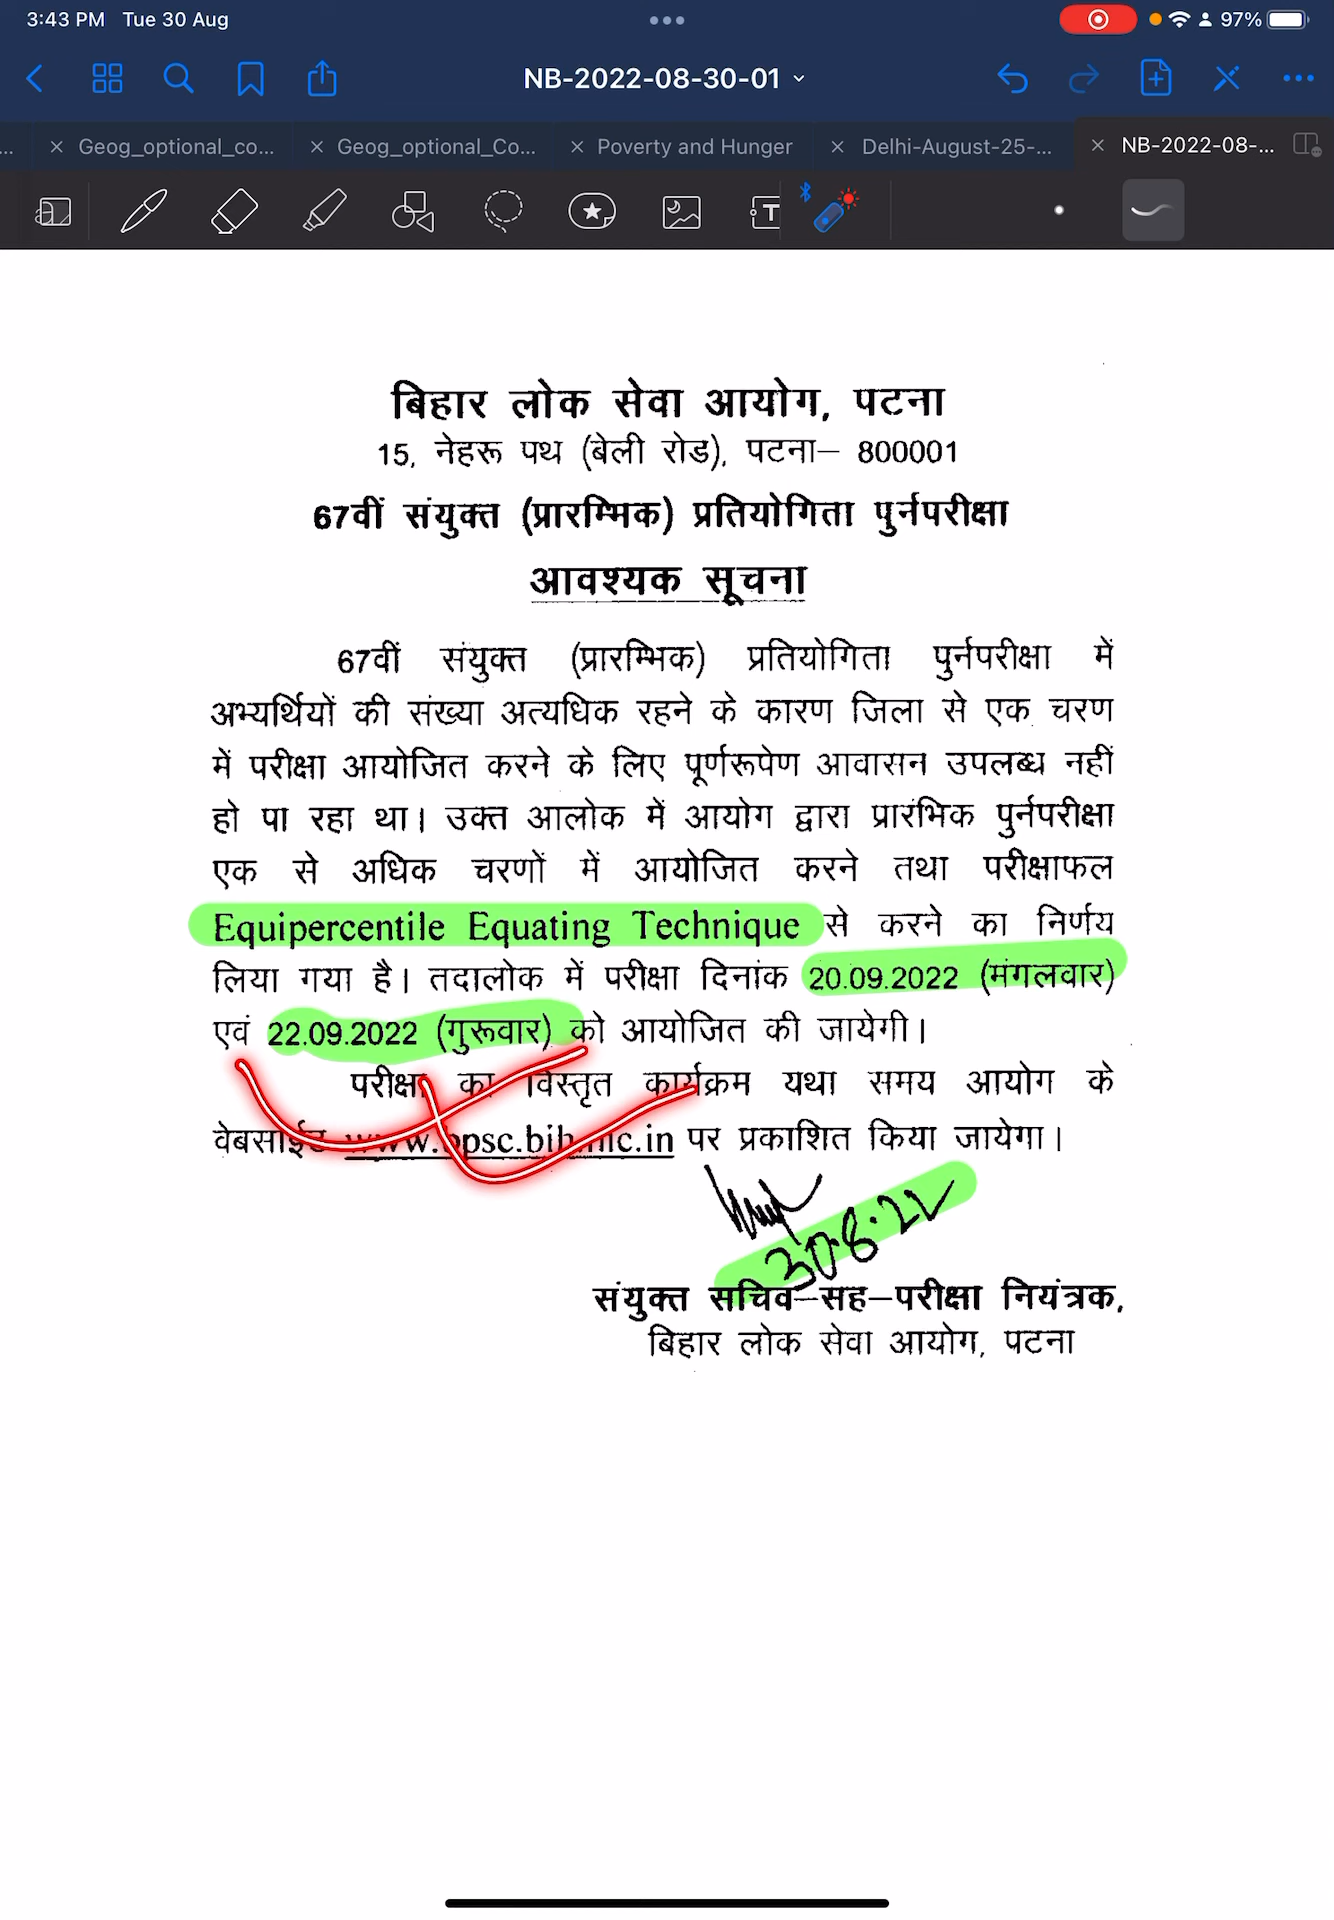 3:43 PM Tue 30 Aug
97%
NB-2022-08-30-01
Geog_optional_co...
Geog_optional_Co...
Poverty and Hunger
Delhi-August-25-...
NB-2022-08-...
बिहार लोक सेवा आयोग, पटना
15, नेहरू पथ (बेली रोड), पटना– 800001
67वीं संयुक्त (प्रारम्भिक) प्रतियोगिता पुर्नपरीक्षा
आवश्यक सूचना
67वीं संयुक्त (प्रारम्भिक) प्रतियोगिता पुर्नपरीक्षा में
अभ्यर्थियों की संख्या अत्यधिक रहने के कारण जिला से एक चरण
में परीक्षा आयोजित करने के लिए पूर्णरूपेण आवासन उपलब्ध नहीं
हो पा रहा था। उक्त आलोक में आयोग द्वारा प्रारंभिक पुर्नपरीक्षा
एक से अधिक चरणों में आयोजित करने तथा परीक्षाफल
Equipercentile Equating Technique से करने का निर्णय
लिया गया है। तदालोक में परीक्षा दिनांक 20.09.2022 (मंगलवार)
एवं 22.09.2022 (गुरूवार) को आयोजित की जायेगी।
परीक्षा का विस्तृत कार्यक्रम यथा समय आयोग के
वेबसाईट www.bpsc.bih.nic.in पर प्रकाशित किया जायेगा।
30.8.22
संयुक्त सचिव–सह–परीक्षा नियंत्रक,
बिहार लोक सेवा आयोग, पटना